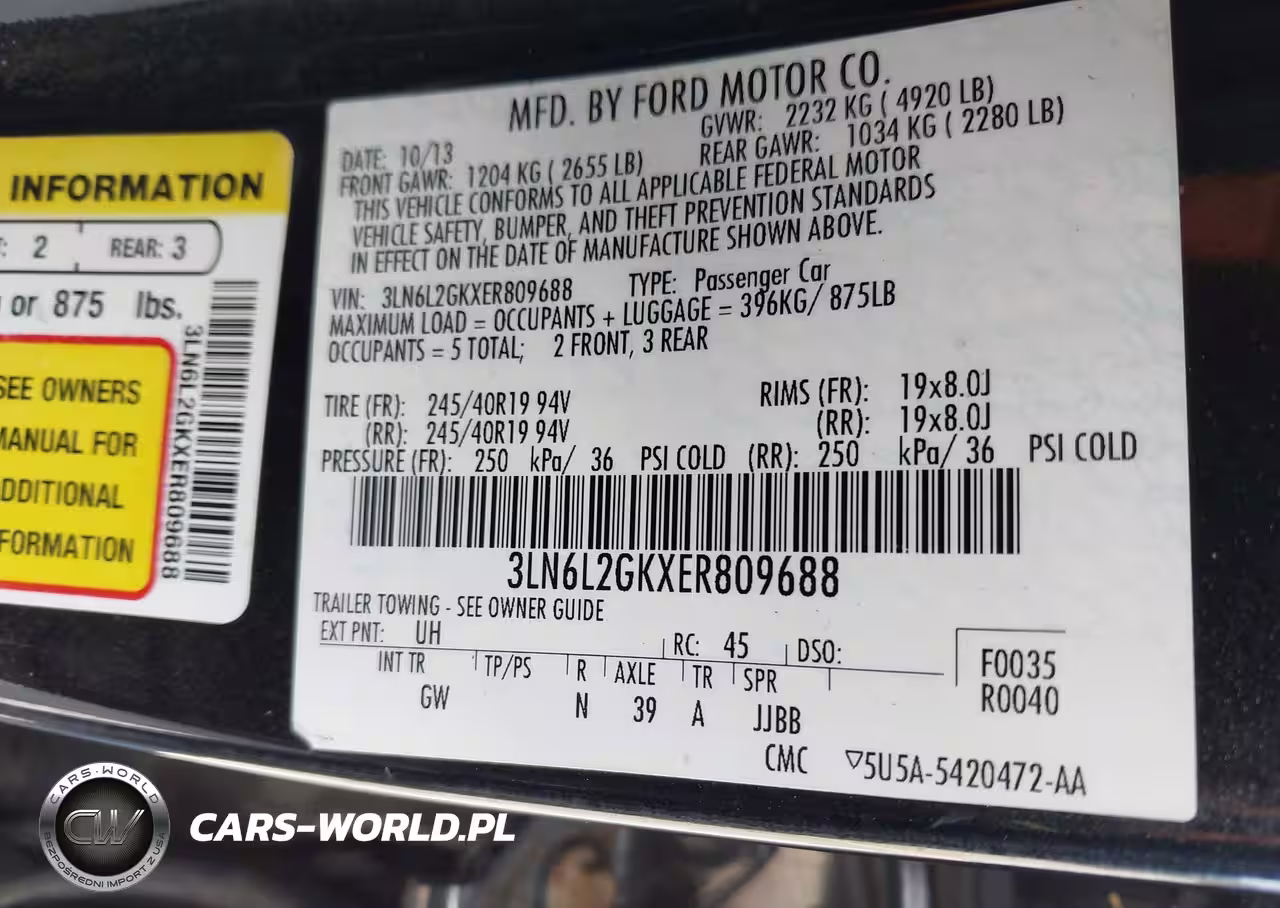 INFORMATION
: 2 REAR: 3
or 875 lbs.
SEE OWNERS
MANUAL FOR
ADDITIONAL
FORMATION
3LN6L2GKXER809688
MFD. BY FORD MOTOR CO.
DATE: 10/13 GVWR: 2232 KG ( 4920 LB)
FRONT GAWR: 1204 KG ( 2655 LB) REAR GAWR: 1034 KG ( 2280 LB)
THIS VEHICLE CONFORMS TO ALL APPLICABLE FEDERAL MOTOR
VEHICLE SAFETY, BUMPER, AND THEFT PREVENTION STANDARDS
IN EFFECT ON THE DATE OF MANUFACTURE SHOWN ABOVE.
VIN: 3LN6L2GKXER809688 TYPE: Passenger Car
MAXIMUM LOAD = OCCUPANTS + LUGGAGE = 396KG/ 875LB
OCCUPANTS = 5 TOTAL; 2 FRONT, 3 REAR
TIRE (FR): 245/40R19 94V RIMS (FR): 19x8.0J
(RR): 245/40R19 94V (RR): 19x8.0J
PRESSURE (FR): 250 kPa/ 36 PSI COLD (RR): 250 kPa/ 36 PSI COLD
3LN6L2GKXER809688
TRAILER TOWING - SEE OWNER GUIDE
EXT PNT: UH RC: 45 DSO:
INT TR TP/PS R AXLE TR SPR
GW N 39 A JJBB
F0035
R0040
CMC ▽5U5A-5420472-AA
CARS-WORLD
CW
BEZPOŚREDNI IMPORT Z USA
CARS-WORLD.PL